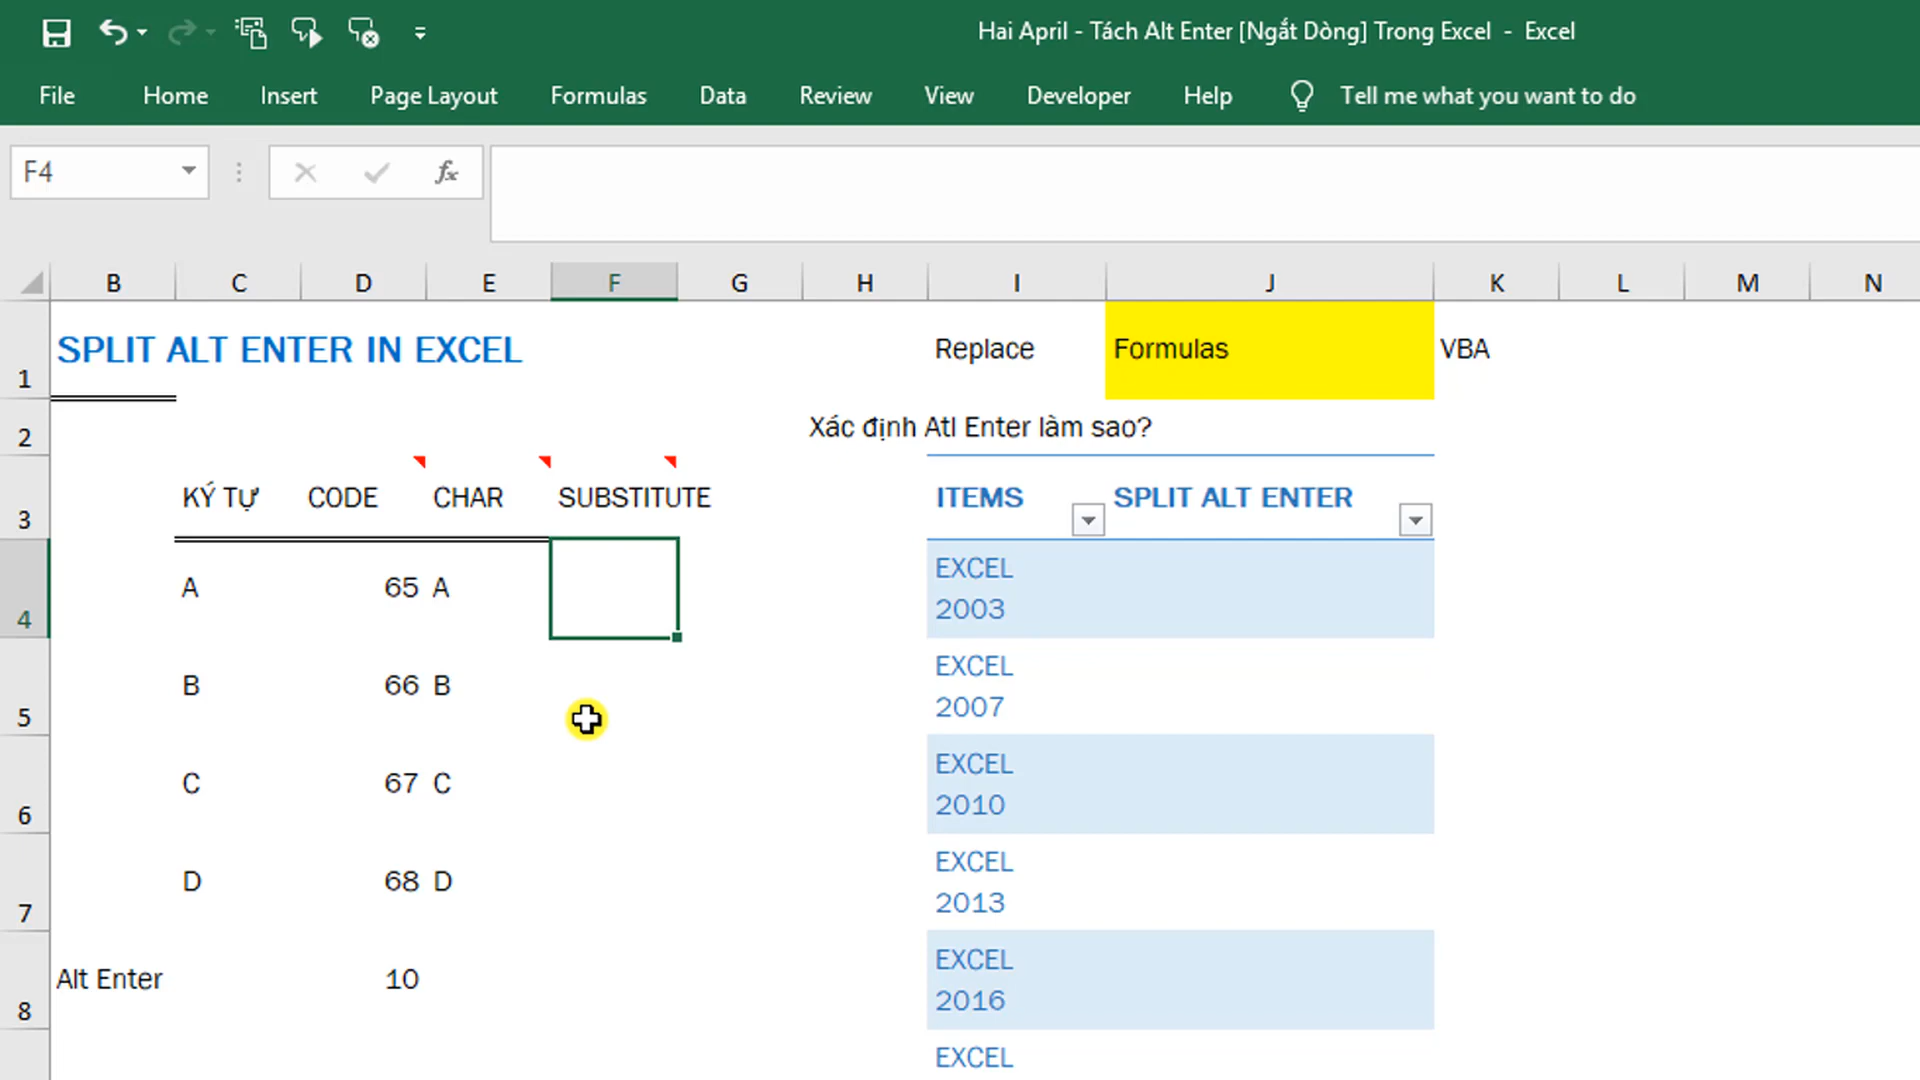 Hai April - Tách Alt Enter [Ngắt Dòng] Trong Excel - Excel
File Home Insert Page Layout Formulas Data Review View Developer Help Tell me what you want to do
F4 fx
B C D E F G H I J K L M N
1 SPLIT ALT ENTER IN EXCEL Replace Formulas VBA
2 Xác định Atl Enter làm sao?
3 KÝ TỰ CODE CHAR SUBSTITUTE ITEMS SPLIT ALT ENTER
4 A 65 A EXCEL
2003
5 B 66 B EXCEL
2007
6 C 67 C EXCEL
2010
7 D 68 D EXCEL
2013
8 Alt Enter 10 EXCEL
2016
EXCEL